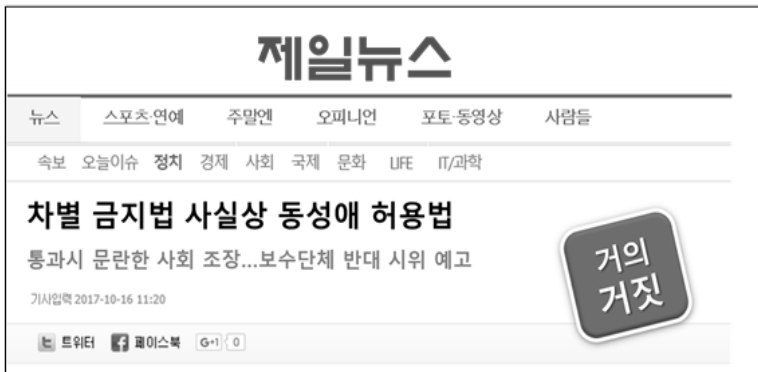 제일뉴스
뉴스 스포츠·연예 주말엔 오피니언 포토·동영상 사람들
속보 오늘이슈 정치 경제 사회 국제 문화 LIFE IT/과학
차별 금지법 사실상 동성애 허용법
통과시 문란한 사회 조장...보수단체 반대 시위 예고
거의
거짓
기사입력 2017-10-16 11:20
트위터 페이스북 G+1 0